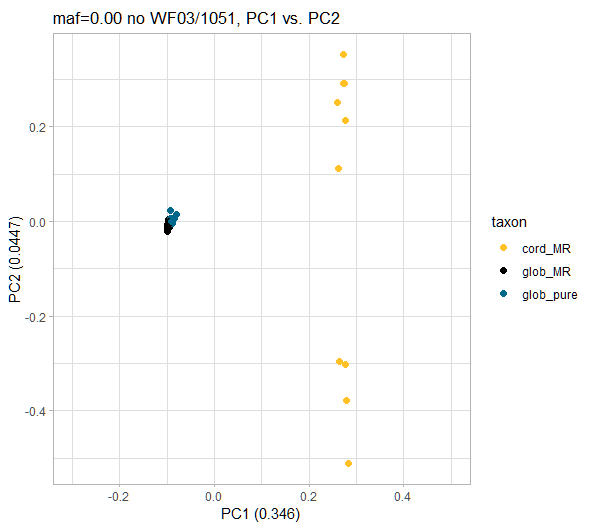 maf=0.00 no WF03/1051, PC1 vs. PC2
0.2
0.0
-0.2
-0.4
PC2 (0.0447)
-0.2
0.0
0.2
0.4
PC1 (0.346)
taxon
cord_MR
glob_MR
glob_pure